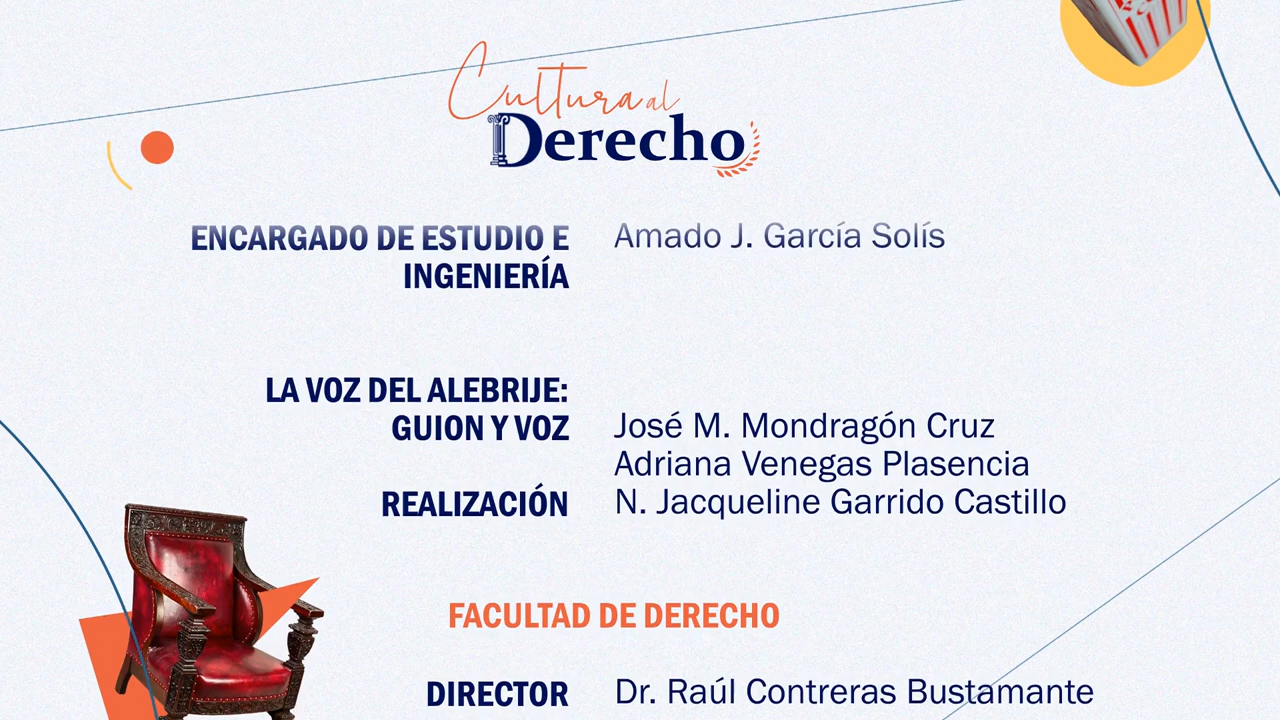 Cultura al
Derecho
ENCARGADO DE ESTUDIO E Amado J. García Solís
INGENIERÍA
LA VOZ DEL ALEBRIJE:
GUION Y VOZ José M. Mondragón Cruz
Adriana Venegas Plasencia
REALIZACIÓN N. Jacqueline Garrido Castillo
FACULTAD DE DERECHO
DIRECTOR Dr. Raúl Contreras Bustamante